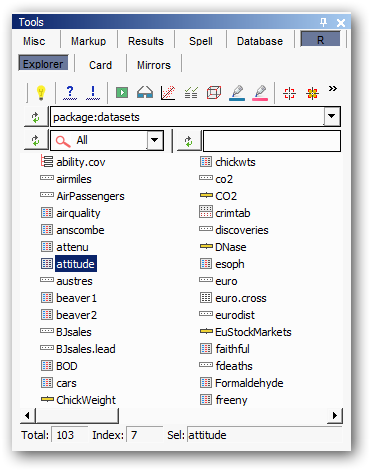 Tools
Misc Markup Results Spell Database R
Explorer Card Mirrors
? !
package:datasets
All
ability.cov chickwts
airmiles co2
AirPassengers CO2
airquality crimtab
anscombe discoveries
attenu DNase
attitude esoph
austres euro
beaver1 euro.cross
beaver2 eurodist
BJsales EuStockMarkets
BJsales.lead faithful
BOD fdeaths
cars Formaldehyde
ChickWeight freeny
Total: 103 Index: 7 Sel: attitude